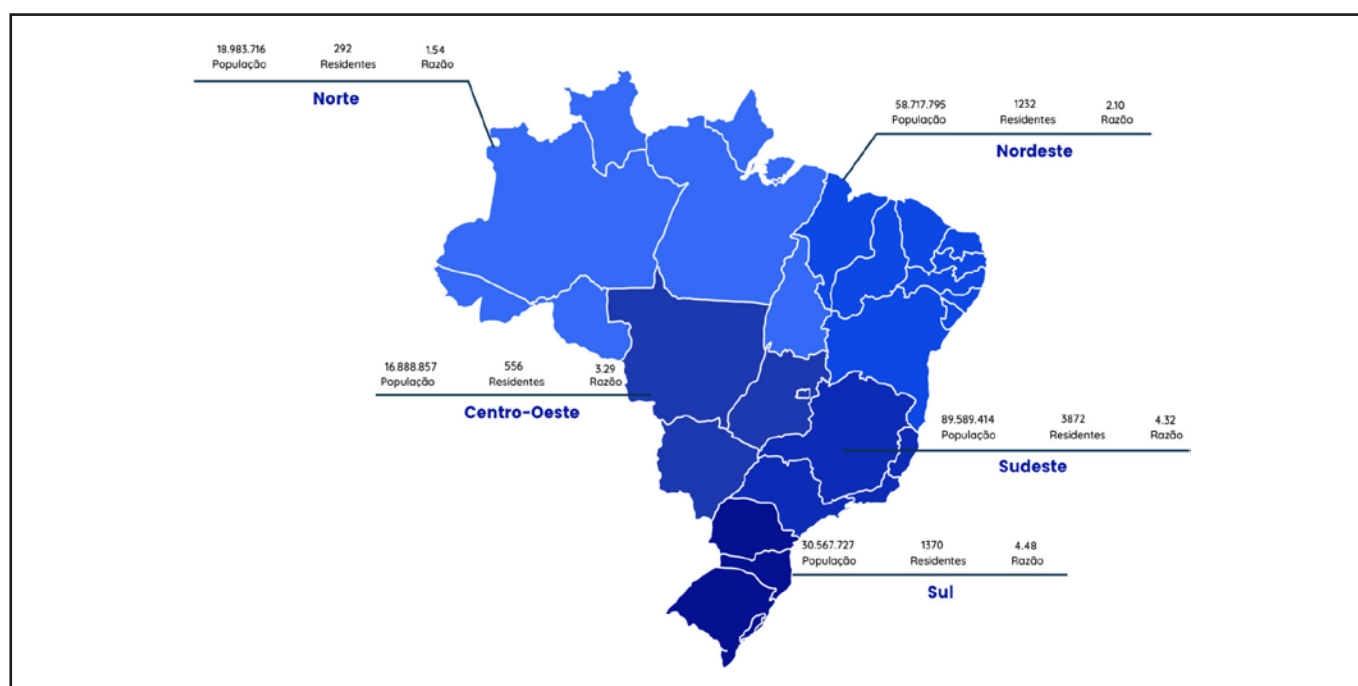 18.983.716 292 1.54
População Residentes Razão
Norte
58.717.795 1232 2.10
População Residentes Razão
Nordeste
16.888.857 556 3.29
População Residentes Razão
Centro-Oeste
89.589.414 3872 4.32
População Residentes Razão
Sudeste
30.567.727 1370 4.48
População Residentes Razão
Sul